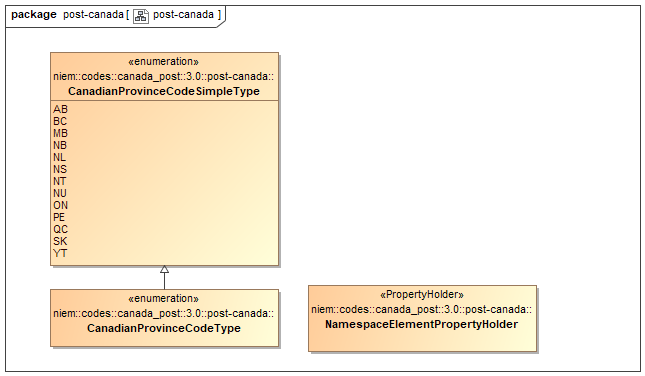 package post-canada [ post-canada ]
«enumeration»
niem::codes::canada_post::3.0::post-canada::
CanadianProvinceCodeSimpleType
AB
BC
MB
NB
NL
NS
NT
NU
ON
PE
QC
SK
YT
«enumeration»
niem::codes::canada_post::3.0::post-canada::
CanadianProvinceCodeType
«PropertyHolder»
niem::codes::canada_post::3.0::post-canada::
NamespaceElementPropertyHolder